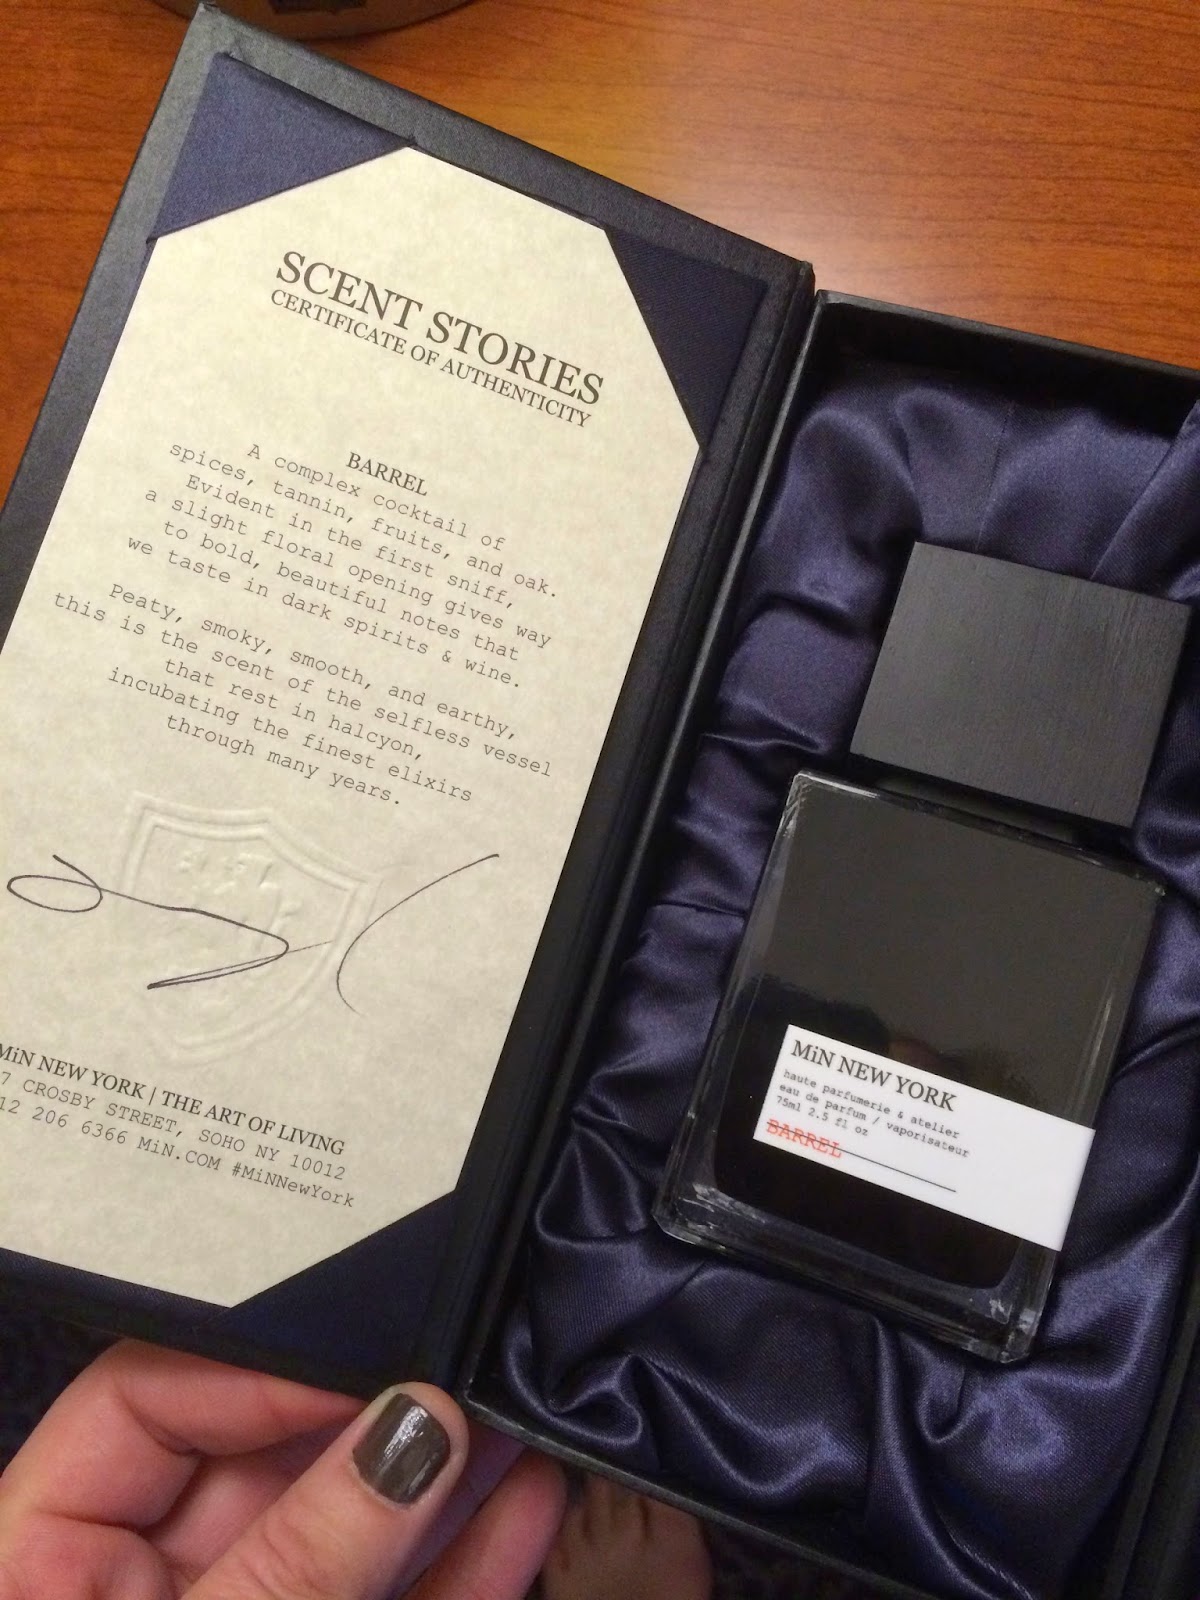 SCENT STORIES
CERTIFICATE OF AUTHENTICITY
BARREL
A complex cocktail of
spices, tannin, fruits, and oak.
Evident in the first sniff,
a slight floral opening gives way
to bold, beautiful notes that
we taste in dark spirits & wine.
Peaty, smoky, smooth, and earthy,
this is the scent of the selfless vessel
that rest in halcyon,
incubating the finest elixirs
through many years.
MiN NEW YORK | THE ART OF LIVING
7 CROSBY STREET, SOHO NY 10012
12 206 6366 MiN.COM #MiNNewYork
MiN NEW YORK
haute parfumerie & atelier
eau de parfum / vaporisateur
75ml 2.5 fl oz
BARREL